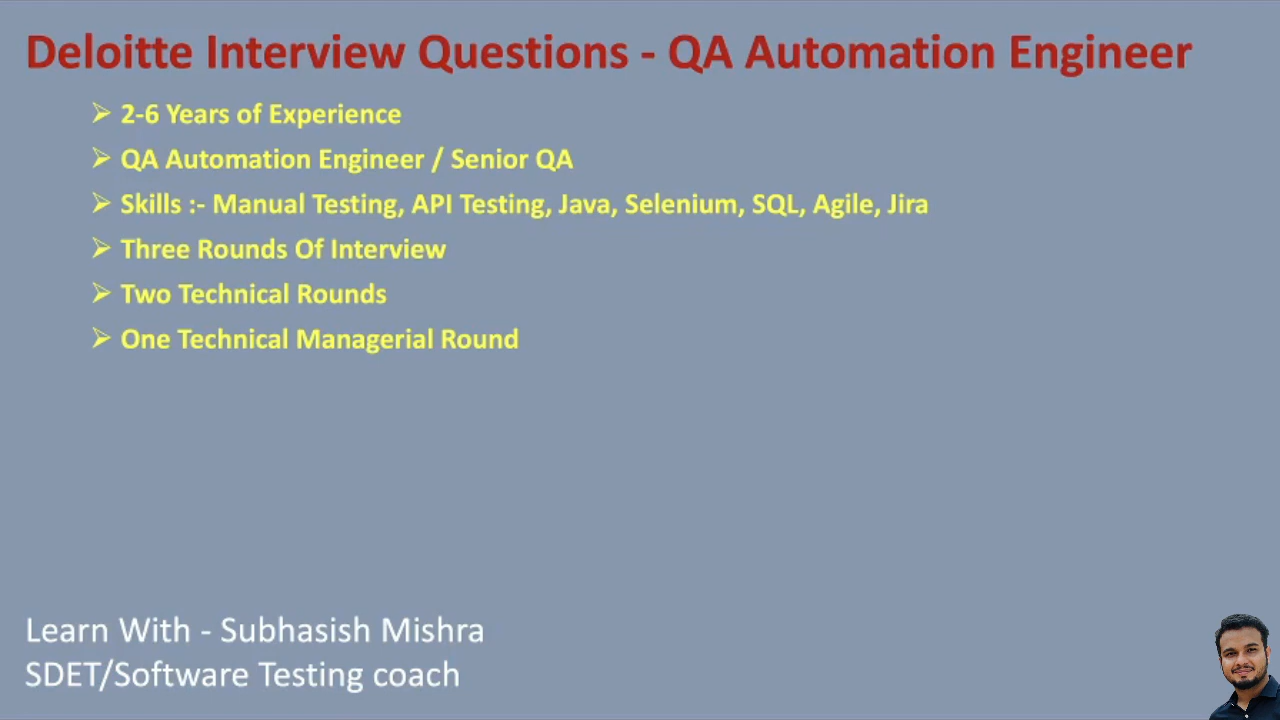 Deloitte Interview Questions - QA Automation Engineer
➢ 2-6 Years of Experience
➢ QA Automation Engineer / Senior QA
➢ Skills :- Manual Testing, API Testing, Java, Selenium, SQL, Agile, Jira
➢ Three Rounds Of Interview
➢ Two Technical Rounds
➢ One Technical Managerial Round
Learn With - Subhasish Mishra
SDET/Software Testing coach